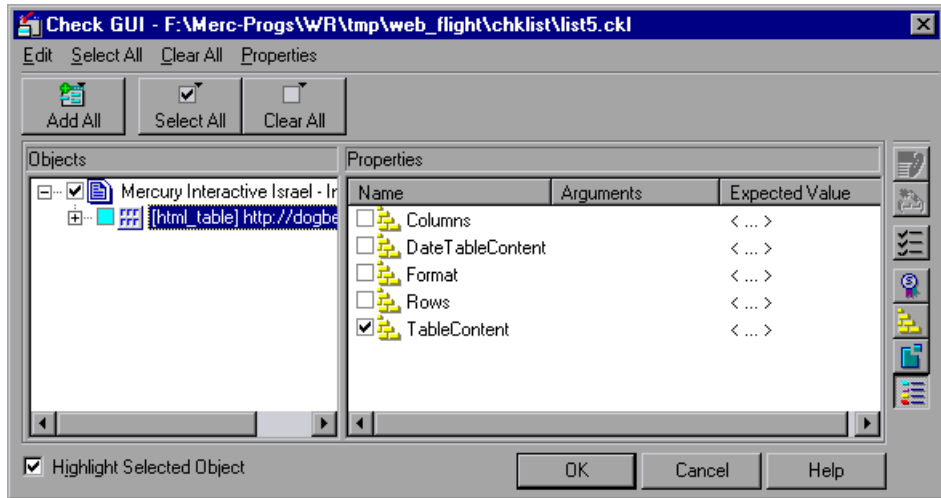 Check GUI - F:\Merc-Progs\WR\tmp\web_flight\chklist\list5.ckl
Edit Select All Clear All Properties
Add All Select All Clear All
Objects Properties
Mercury Interactive Israel - In
[html_table] http://dogbe
Name Arguments Expected Value
Columns < ... >
DateTableContent < ... >
Format < ... >
Rows < ... >
TableContent < ... >
Highlight Selected Object OK Cancel Help